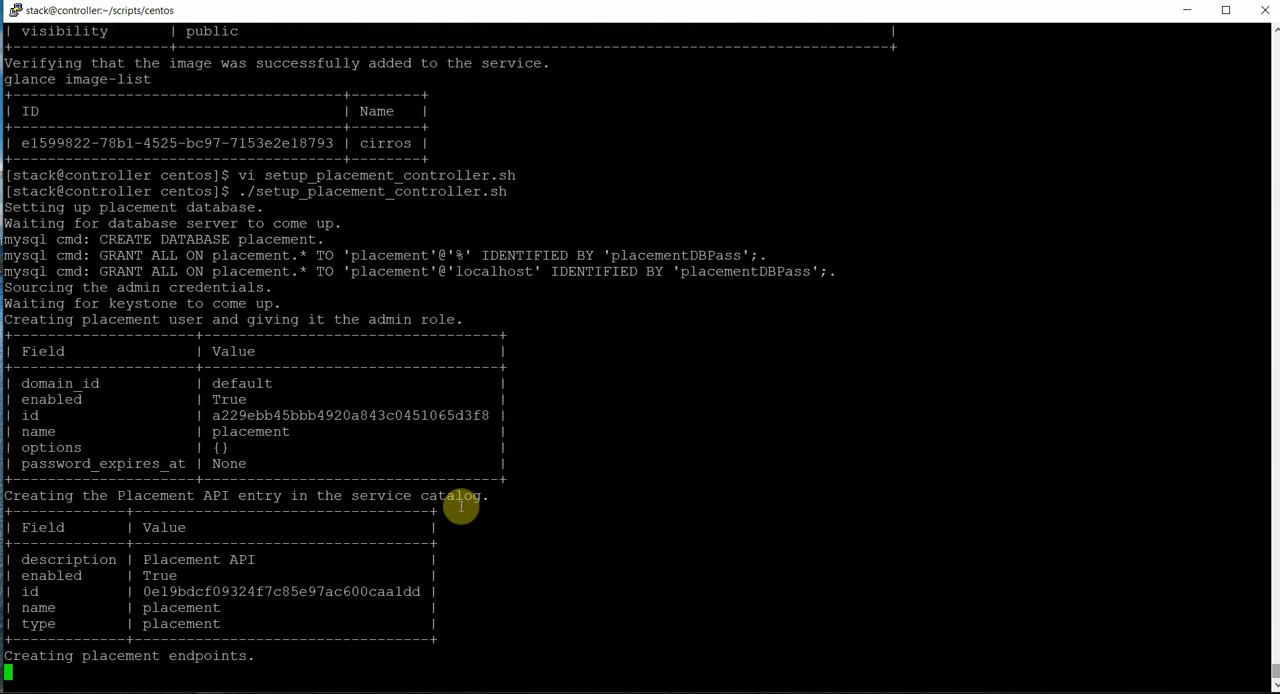 stack@controller:~/scripts/centos
| visibility | public |
+------------------+-----------------------------------------------------------------------------------+
Verifying that the image was successfully added to the service.
glance image-list
+--------------------------------------+--------+
| ID | Name |
+--------------------------------------+--------+
| e1599822-78b1-4525-bc97-7153e2e18793 | cirros |
+--------------------------------------+--------+
[stack@controller centos]$ vi setup_placement_controller.sh
[stack@controller centos]$ ./setup_placement_controller.sh
Setting up placement database.
Waiting for database server to come up.
mysql cmd: CREATE DATABASE placement.
mysql cmd: GRANT ALL ON placement.* TO 'placement'@'%' IDENTIFIED BY 'placementDBPass';.
mysql cmd: GRANT ALL ON placement.* TO 'placement'@'localhost' IDENTIFIED BY 'placementDBPass';.
Sourcing the admin credentials.
Waiting for keystone to come up.
Creating placement user and giving it the admin role.
+---------------------+----------------------------------+
| Field | Value |
+---------------------+----------------------------------+
| domain_id | default |
| enabled | True |
| id | a229ebb45bbb4920a843c0451065d3f8 |
| name | placement |
| options | {} |
| password_expires_at | None |
+---------------------+----------------------------------+
Creating the Placement API entry in the service catalog.
+-------------+----------------------------------+
| Field | Value |
+-------------+----------------------------------+
| description | Placement API |
| enabled | True |
| id | 0e19bdcf09324f7c85e97ac600caa1dd |
| name | placement |
| type | placement |
+-------------+----------------------------------+
Creating placement endpoints.